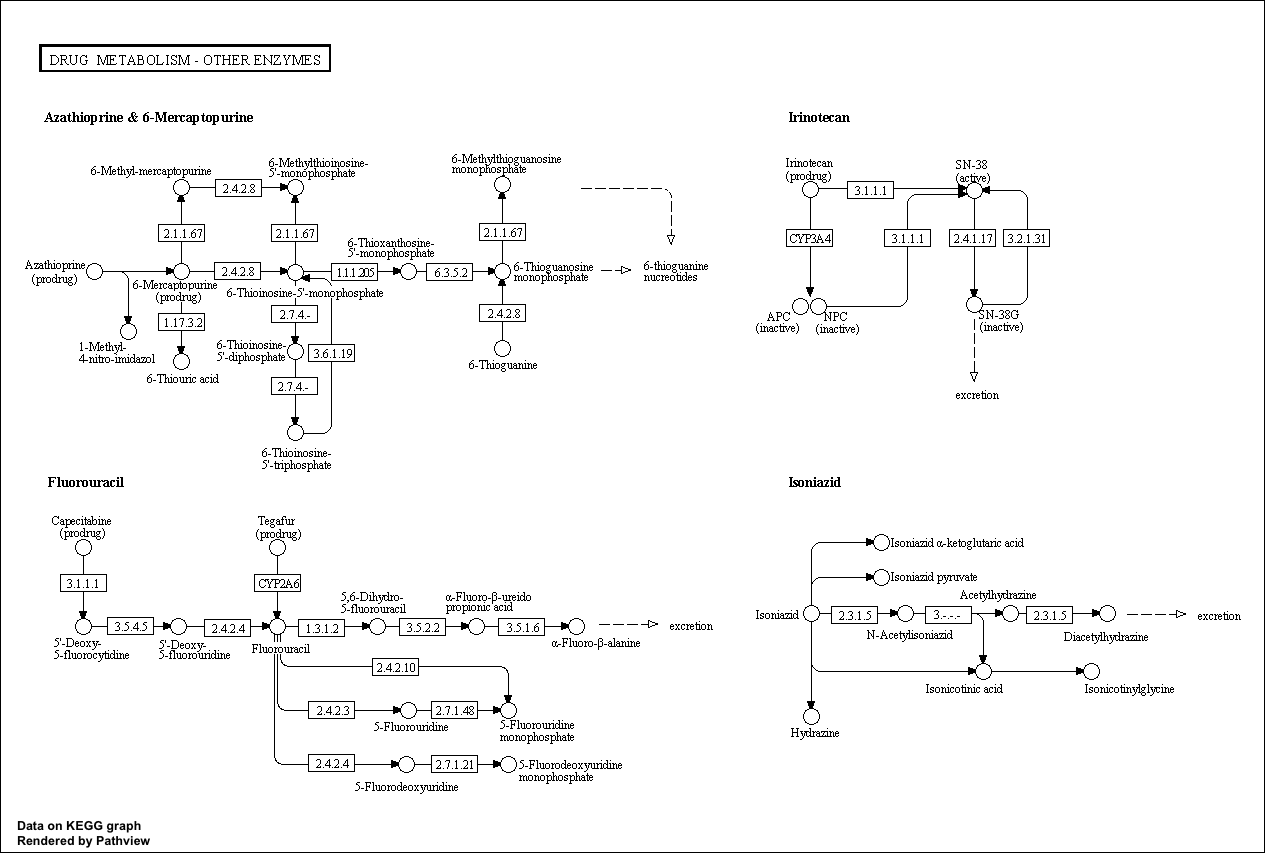 DRUG METABOLISM - OTHER ENZYMES
Azathioprine & 6-Mercaptopurine
6-Methyl-mercaptopurine
6-Methylthioinosine-
5'-monophosphate
6-Methylthioguanosine
monophosphate
2.4.2.8
2.1.1.67
2.1.1.67
2.1.1.67
6-Thioxanthosine-
5'-monophosphate
Azathioprine
(prodrug)
2.4.2.8
1.1.1.205
6.3.5.2
6-Thioguanosine
monophosphate
6-thioguanine
nucreotides
6-Mercaptopurine
(prodrug)
6-Thioinosine-5'-monophosphate
1.17.3.2
2.7.4.-
2.4.2.8
1-Methyl-
4-nitro-imidazol
6-Thioinosine-
5'-diphosphate
3.6.1.19
6-Thioguanine
6-Thiouric acid
2.7.4.-
6-Thioinosine-
5'-triphosphate
Irinotecan
Irinotecan
(prodrug)
SN-38
(active)
3.1.1.1
CYP3A4
3.1.1.1
2.4.1.17
3.2.1.31
APC
(inactive)
NPC
(inactive)
SN-38G
(inactive)
excretion
Fluorouracil
Capecitabine
(prodrug)
Tegafur
(prodrug)
3.1.1.1
CYP2A6
5,6-Dihydro-
5-fluorouracil
α-Fluoro-β-ureido
propionic acid
3.5.4.5
2.4.2.4
1.3.1.2
3.5.2.2
3.5.1.6
excretion
5'-Deoxy-
5-fluorocytidine
5'-Deoxy-
5-fluorouridine
Fluorouracil
α-Fluoro-β-alanine
2.4.2.10
2.4.2.3
2.7.1.48
5-Fluorouridine
5-Fluorouridine
monophosphate
2.4.2.4
2.7.1.21
5-Fluorodeoxyuridine
5-Fluorodeoxyuridine
monophosphate
Isoniazid
Isoniazid α-ketoglutaric acid
Isoniazid pyruvate
Acetylhydrazine
Isoniazid
2.3.1.5
3.-.-.-
2.3.1.5
excretion
N-Acetylisoniazid
Diacetylhydrazine
Isonicotinic acid
Isonicotinylglycine
Hydrazine
Data on KEGG graph
Rendered by Pathview